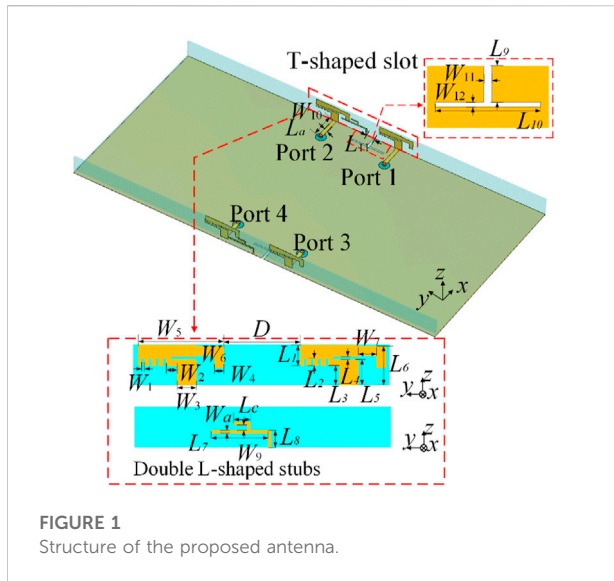 T-shaped slot
L9
W11
W12
L10
W10
La
L11
Port 2
Port 1
Port 4
Port 3
z
y
x
W5
D
W7
W6
L1
L6
W1
W2
W4
L2
L4
W3
L3
L5
z
y
x
Lc
Wa
L7
L8
W9
z
y
x
Double L-shaped stubs
FIGURE 1
Structure of the proposed antenna.